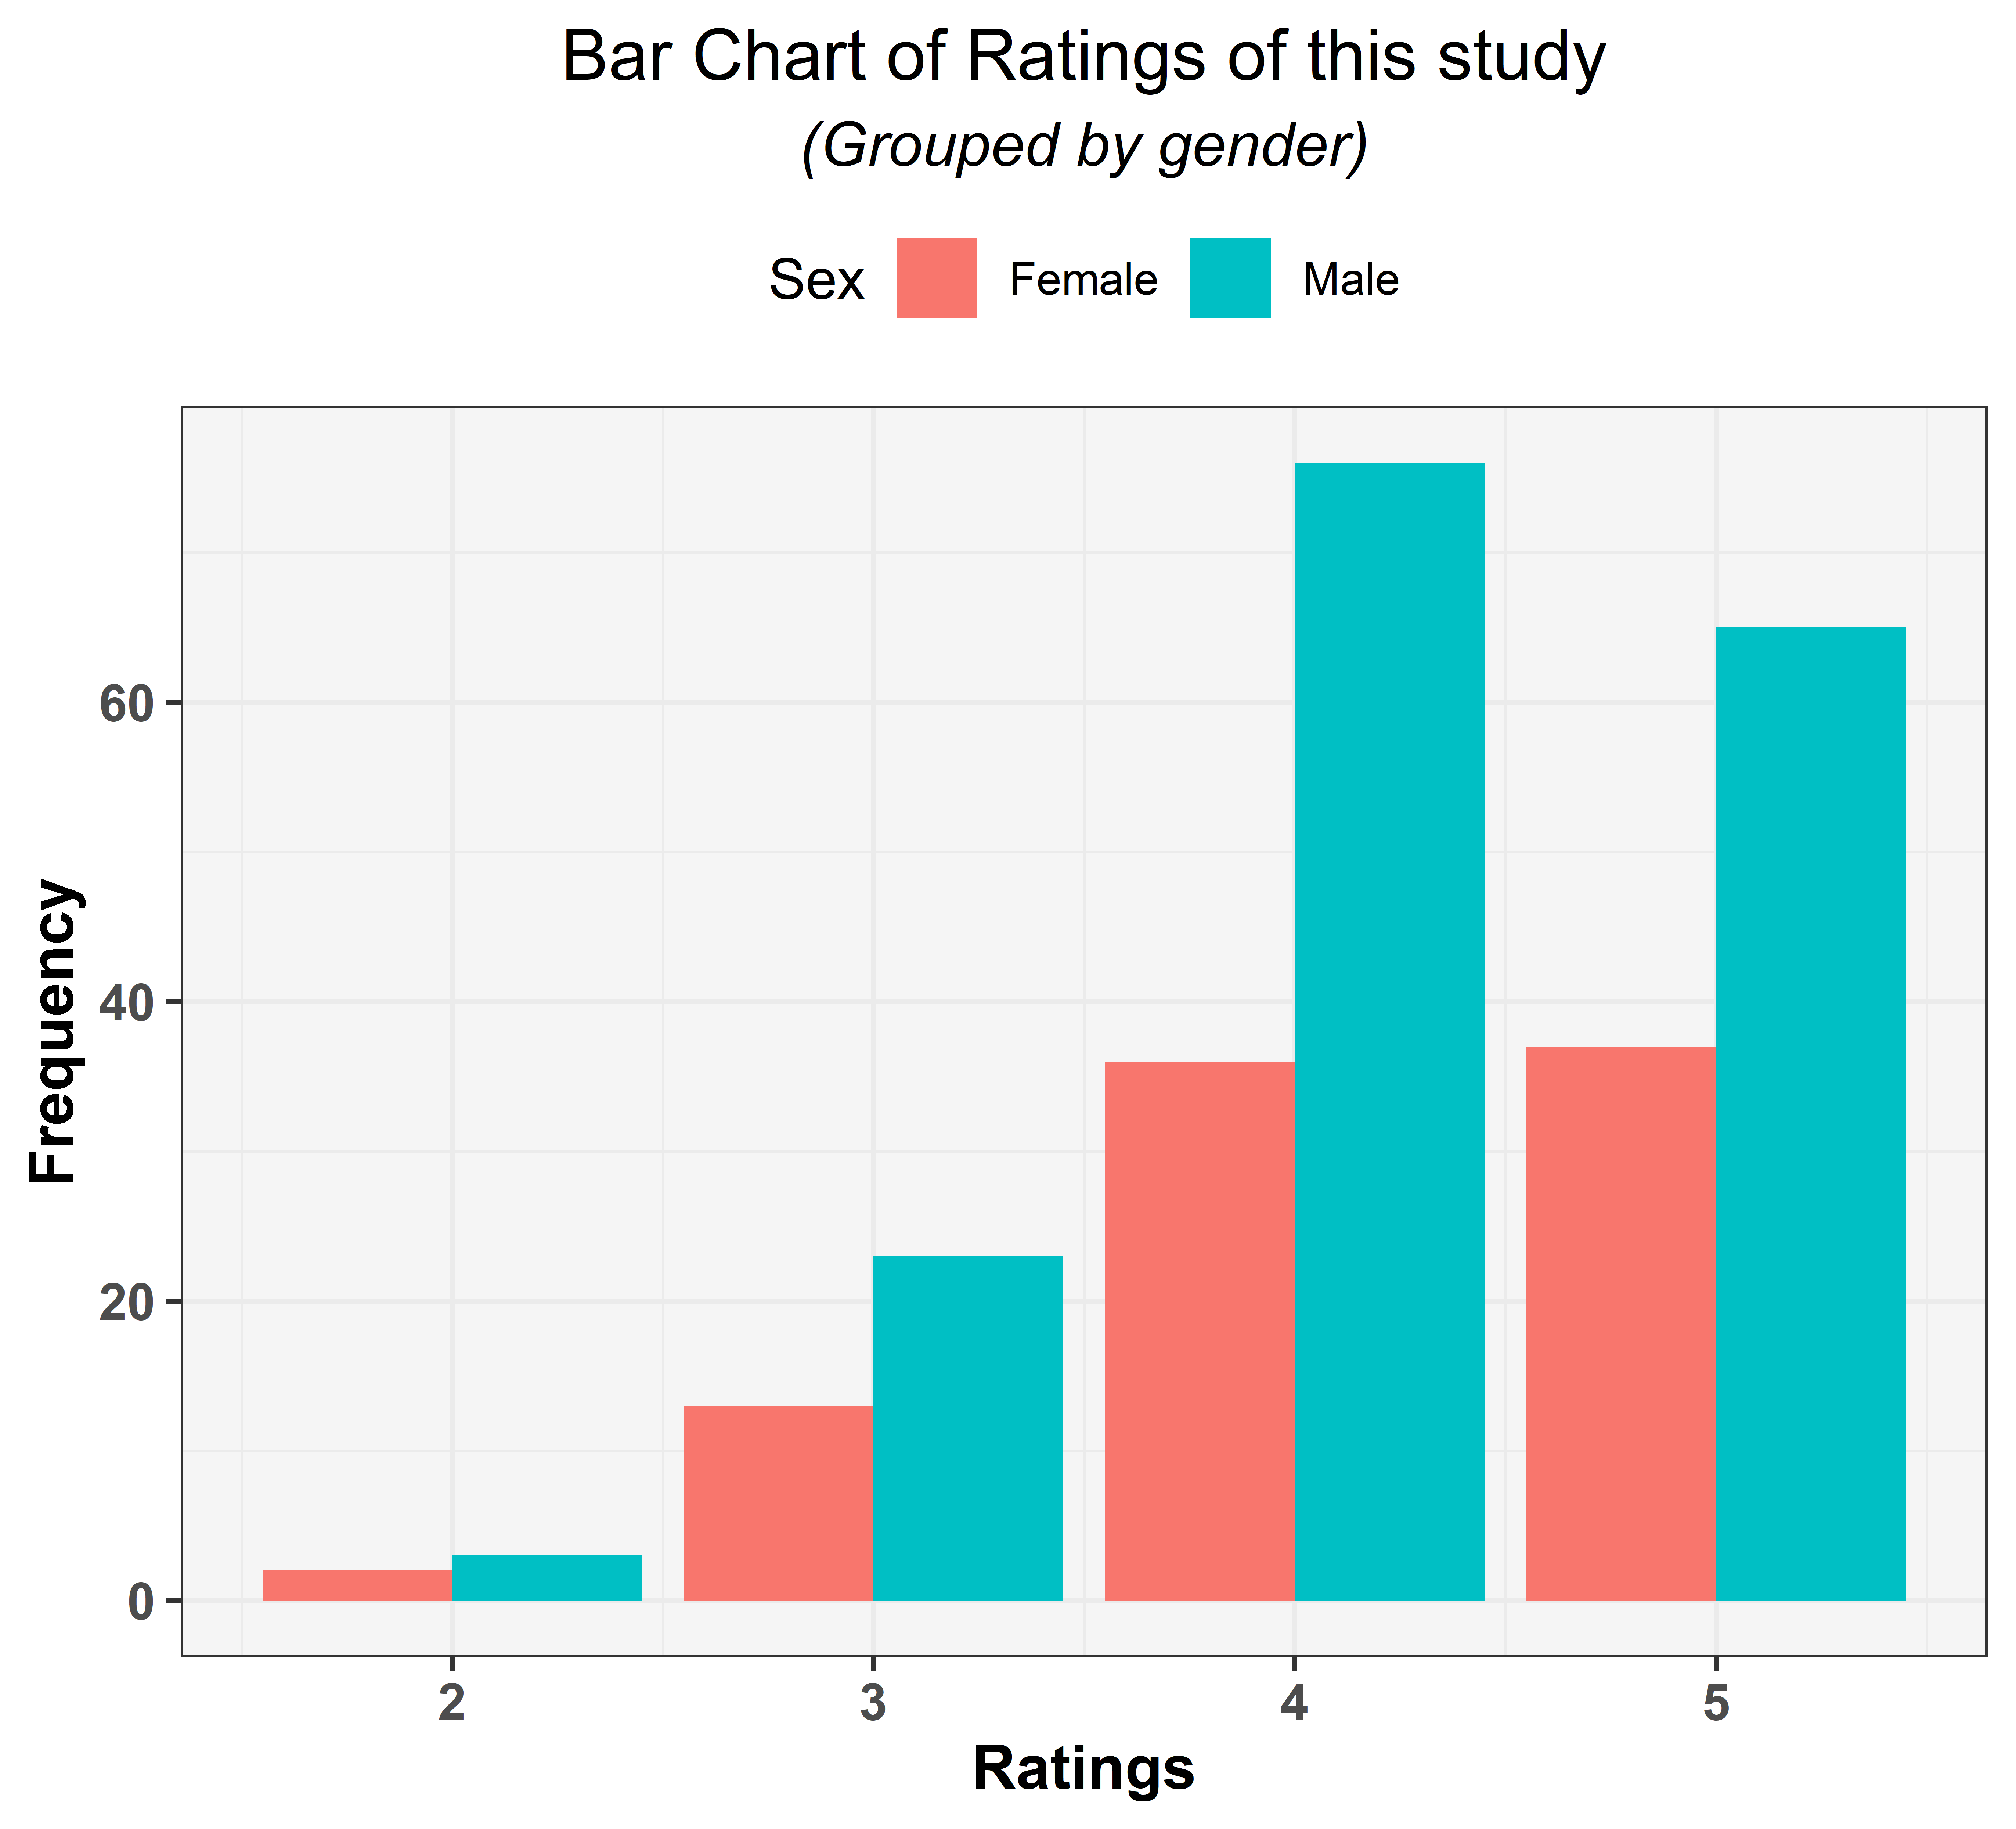 Bar Chart of Ratings of this study
(Grouped by gender)
Sex Female Male
Frequency
60
40
20
0
2 3 4 5
Ratings